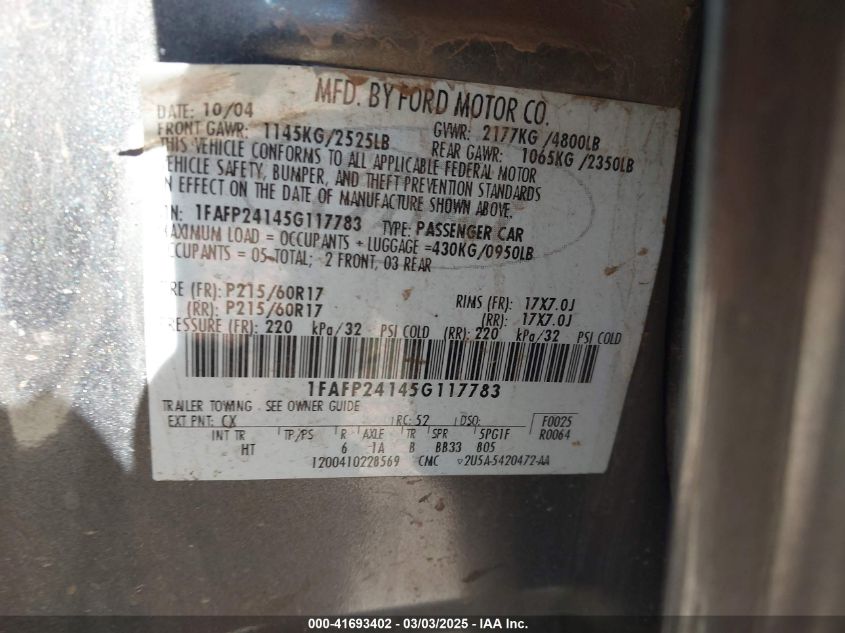 MFD. BY FORD MOTOR CO.
DATE: 10/04
GVWR: 2177KG /4800LB
FRONT GAWR: 1145KG/2525LB
REAR GAWR: 1065KG /2350LB
THIS VEHICLE CONFORMS TO ALL APPLICABLE FEDERAL MOTOR
VEHICLE SAFETY, BUMPER, AND THEFT PREVENTION STANDARDS
IN EFFECT ON THE DATE OF MANUFACTURE SHOWN ABOVE.
1FAFP24145G117783 TYPE: PASSENGER CAR
MAXIMUM LOAD = OCCUPANTS + LUGGAGE =430KG/0950LB
OCCUPANTS = 05 TOTAL; 2 FRONT, 03 REAR
(FR): P215/60R17 RIMS (FR): 17X7.0J
(RR): P215/60R17 (RR): 17X7.0J
PRESSURE (FR): 220 kPa/32 PSI COLD (RR): 220 kPa/32 PSI COLD
1FAFP24145G117783
TRAILER TOWING - SEE OWNER GUIDE
EXT PNT: CX RC: 52 DSO: F0025
INT TR TP/PS R AXLE TR SPR SPG1F R0064
HT 6 1A B BB33 BO5
1200410228569 CMC 2U5A-5420472-AA
000-41693402 - 03/03/2025 - IAA Inc.